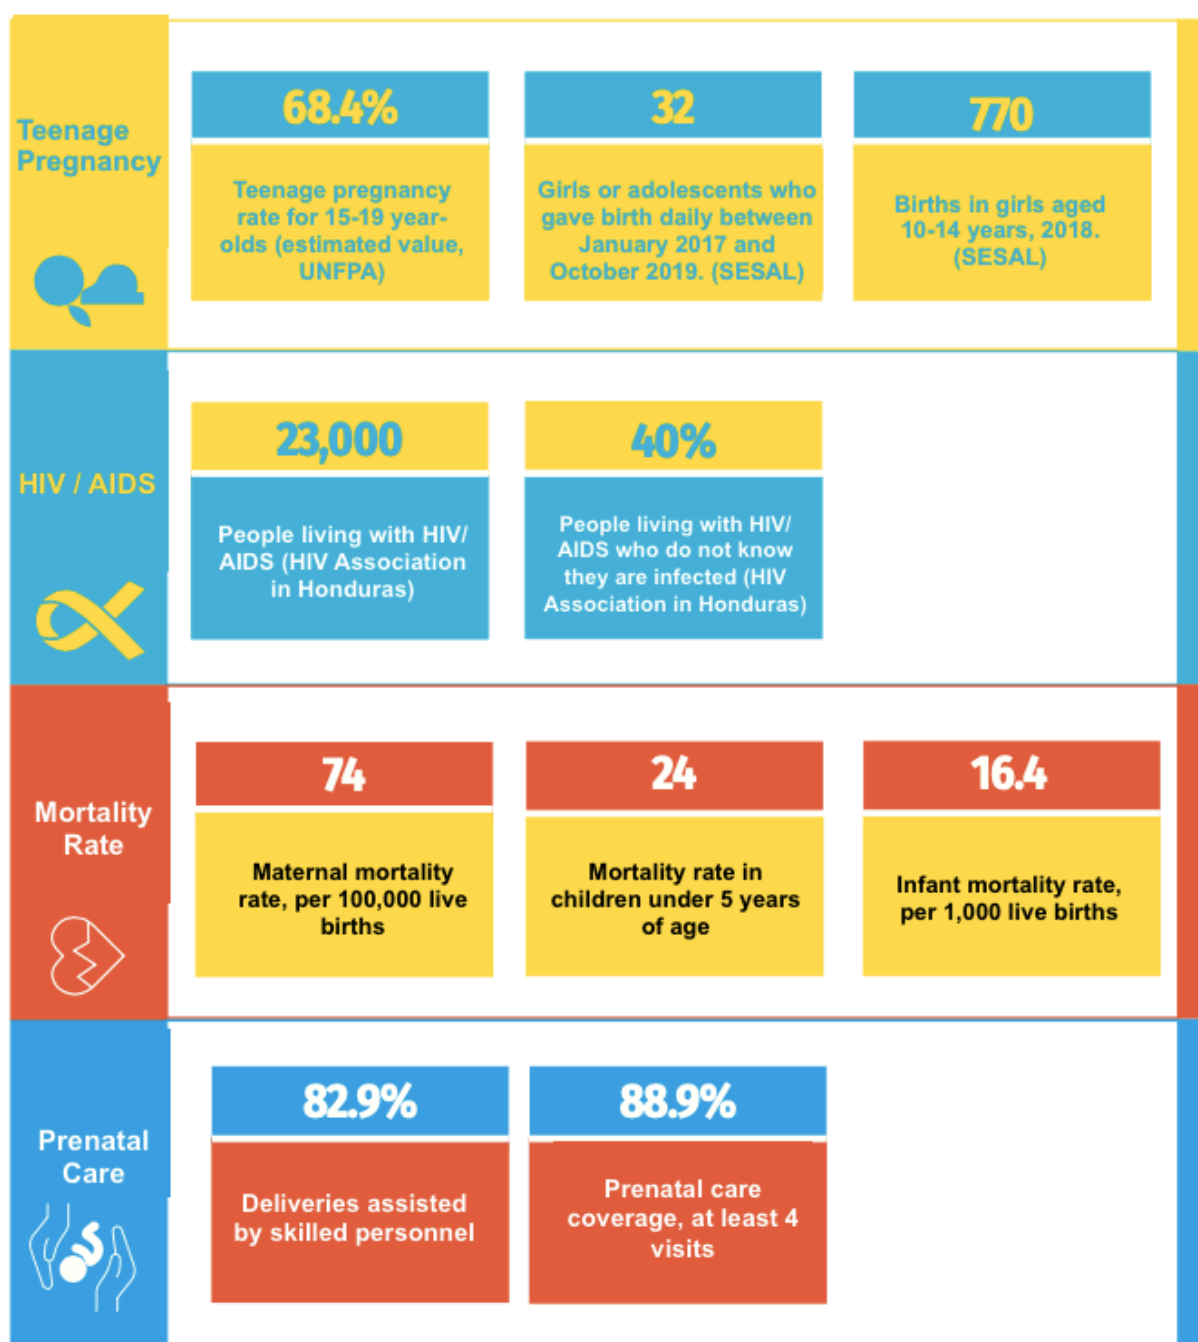 Teenage
Pregnancy
68.4%
Teenage pregnancy
rate for 15-19 year-
olds (estimated value,
UNFPA)
32
Girls or adolescents who
gave birth daily between
January 2017 and
October 2019. (SESAL)
770
Births in girls aged
10-14 years, 2018.
(SESAL)
HIV / AIDS
23,000
People living with HIV/
AIDS (HIV Association
in Honduras)
40%
People living with HIV/
AIDS who do not know
they are infected (HIV
Association in Honduras)
Mortality
Rate
74
Maternal mortality
rate, per 100,000 live
births
24
Mortality rate in
children under 5 years
of age
16.4
Infant mortality rate,
per 1,000 live births
Prenatal
Care
82.9%
Deliveries assisted
by skilled personnel
88.9%
Prenatal care
coverage, at least 4
visits